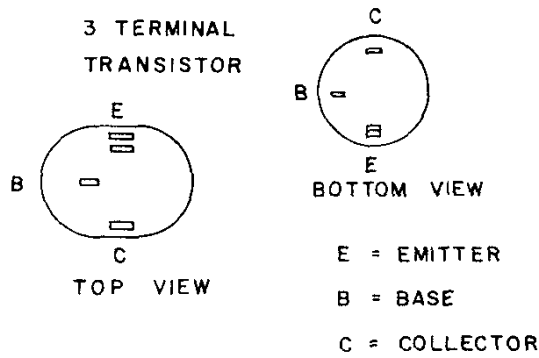 3 TERMINAL
TRANSISTOR
E
B
C
TOP VIEW
C
B
E
BOTTOM VIEW
E = EMITTER
B = BASE
C = COLLECTOR